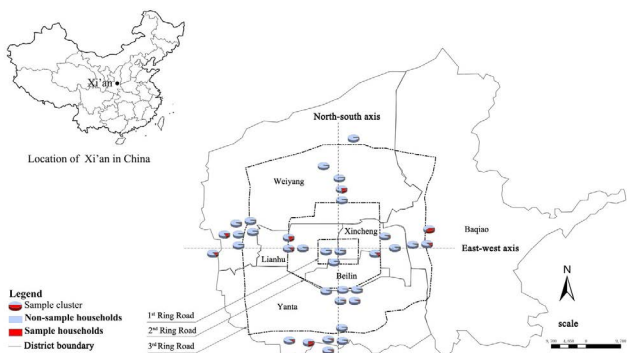 Xi'an
Location of Xi'an in China
North-south axis
Weiyang
Xincheng
Baqiao
East-west axis
Lianhu
Beilin
Yanta
N
scale
Legend
Sample cluster
Non-sample households
Sample households
District boundary
1st Ring Road
2nd Ring Road
3rd Ring Road